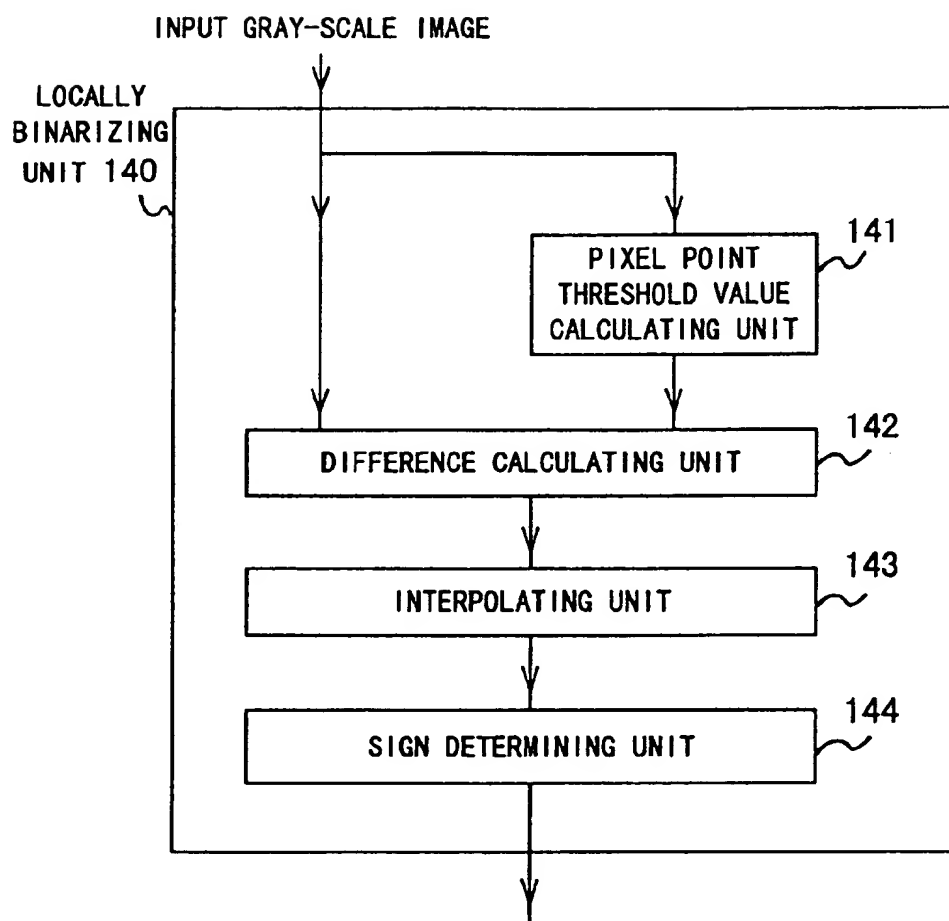 INPUT GRAY-SCALE IMAGE
LOCALLY
BINARIZING
UNIT 140
141
PIXEL POINT
THRESHOLD VALUE
CALCULATING UNIT
142
DIFFERENCE CALCULATING UNIT
143
INTERPOLATING UNIT
144
SIGN DETERMINING UNIT